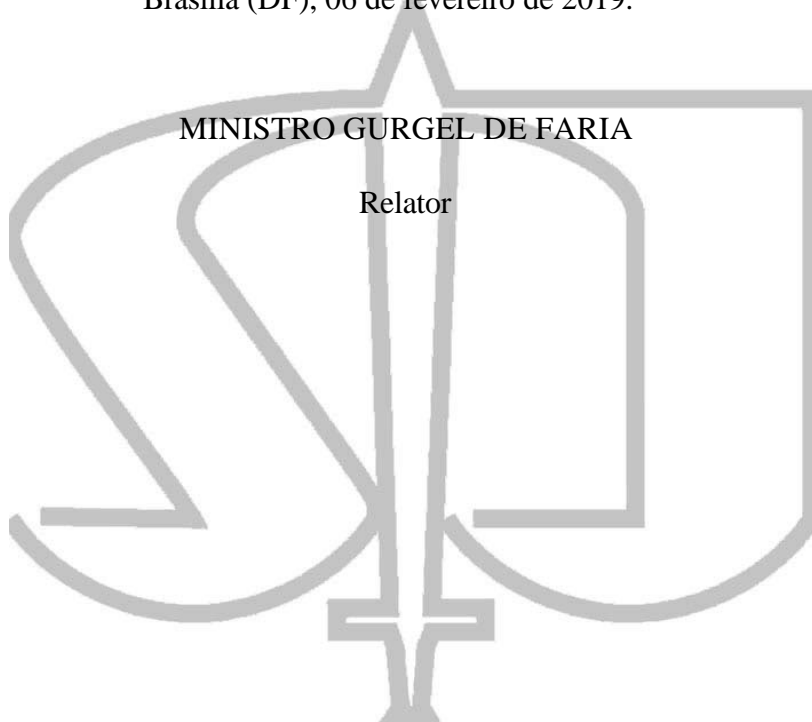 Brasília (DF), 06 de fevereiro de 2019.
MINISTRO GURGEL DE FARIA
Relator